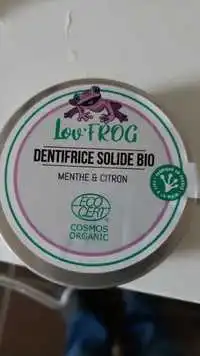 Lov'FROG
DENTIFRICE SOLIDE BIO
MENTHE & CITRON
ECO
CERT
COSMOS
ORGANIC